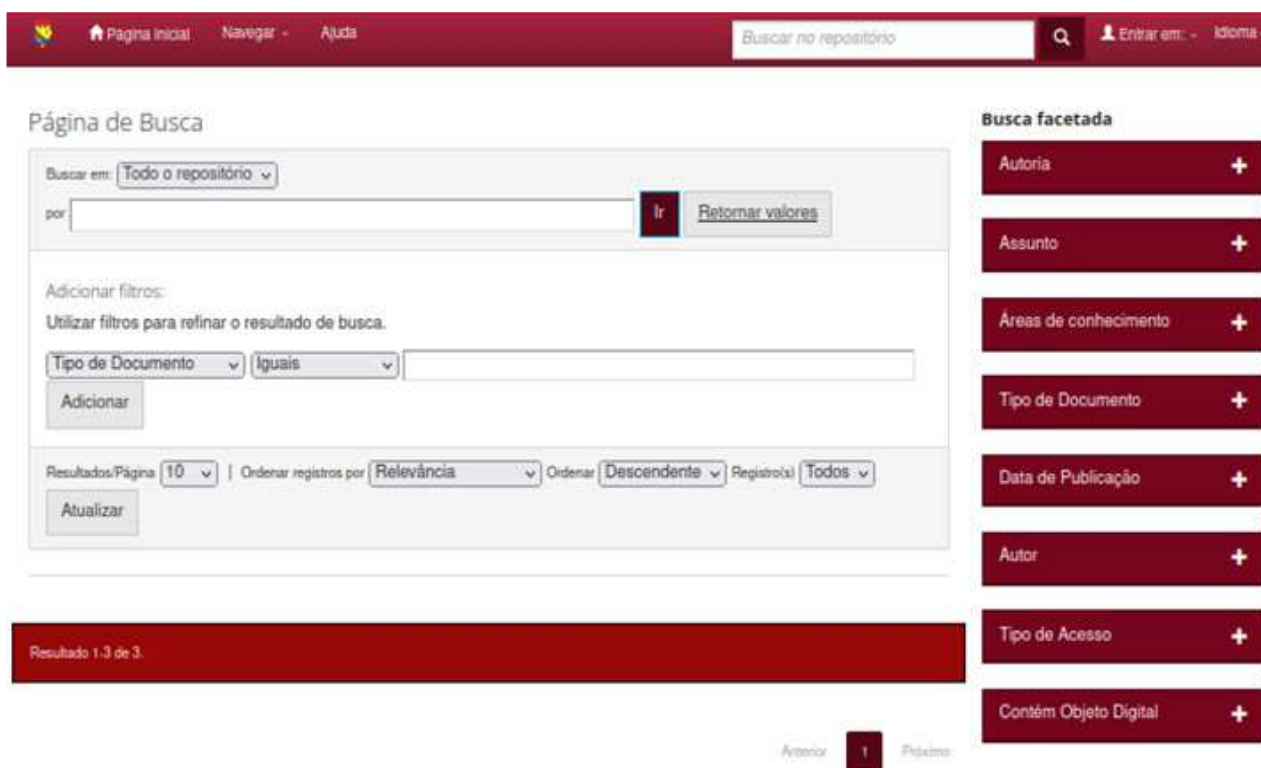 Página inicial Navegar Ajuda Buscar no repositório Entrar em: Idioma
Página de Busca
Buscar em: Todo o repositório
por Ir Retornar valores
Adicionar filtros:
Utilizar filtros para refinar o resultado de busca.
Tipo de Documento Iguais
Adicionar
Resultados/Página 10 | Ordenar registros por Relevância Ordenar Descendente Registro(s) Todos
Atualizar
Resultado 1-3 de 3.
Anterior 1 Próximo
Busca facetada
Autoria +
Assunto +
Áreas de conhecimento +
Tipo de Documento +
Data de Publicação +
Autor +
Tipo de Acesso +
Contém Objeto Digital +